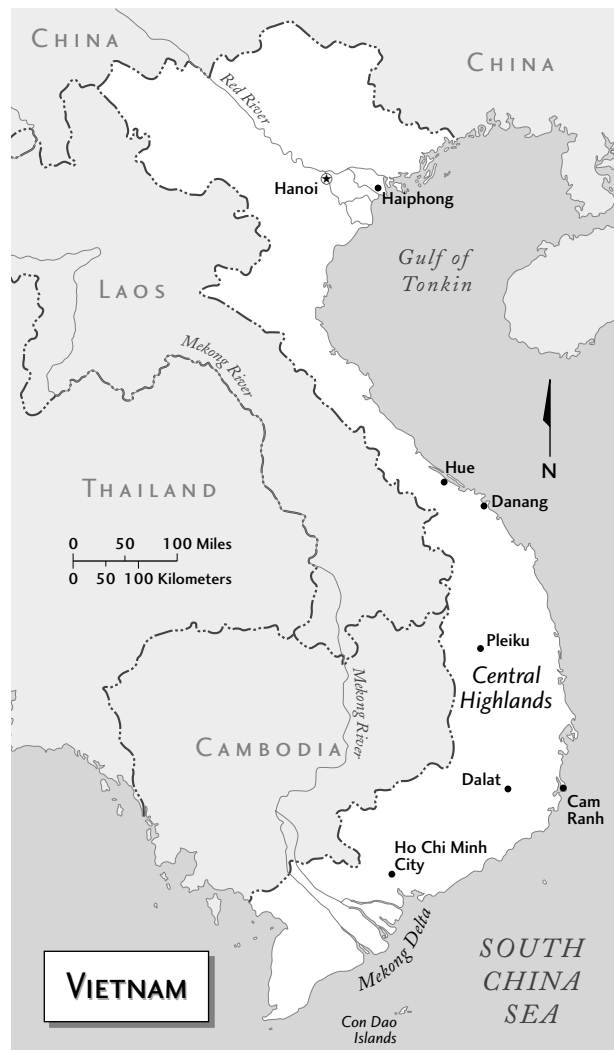 CHINA
CHINA
Red River
Hanoi
Haiphong
Gulf of
Tonkin
LAOS
Mekong River
N
Hue
THAILAND
Danang
0 50 100 Miles
0 50 100 Kilometers
Pleiku
Central
Highlands
Mekong River
CAMBODIA
Dalat
Cam
Ranh
Ho Chi Minh
City
Mekong Delta
SOUTH
CHINA
SEA
VIETNAM
Con Dao
Islands